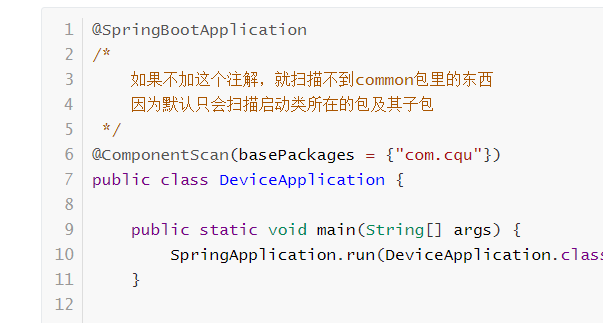 1 @SpringBootApplication
2 /*
3 如果不加这个注解，就扫描不到common包里的东西
4 因为默认只会扫描启动类所在的包及其子包
5 */
6 @ComponentScan(basePackages = {"com.cqu"})
7 public class DeviceApplication {
8
9 public static void main(String[] args) {
10 SpringApplication.run(DeviceApplication.class
11 }
12